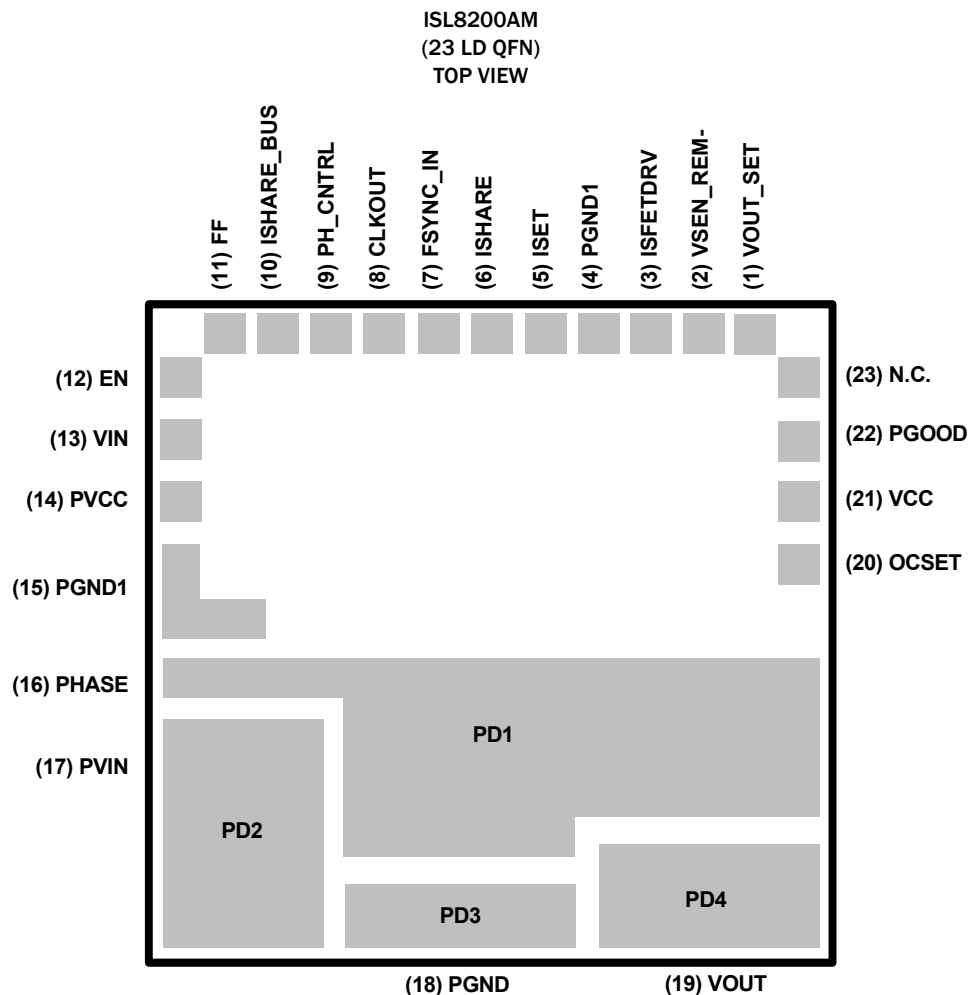 ISL8200AM
(23 LD QFN)
TOP VIEW
(11) FF
(10) ISHARE_BUS
(9) PH_CNTRL
(8) CLKOUT
(7) FSYNC_IN
(6) ISHARE
(5) ISET
(4) PGND1
(3) ISFETDRV
(2) VSEN_REM-
(1) VOUT_SET
(12) EN
(23) N.C.
(13) VIN
(22) PGOOD
(14) PVCC
(21) VCC
(15) PGND1
(20) OCSET
(16) PHASE
PD1
(17) PVIN
PD2
PD3
PD4
(18) PGND
(19) VOUT